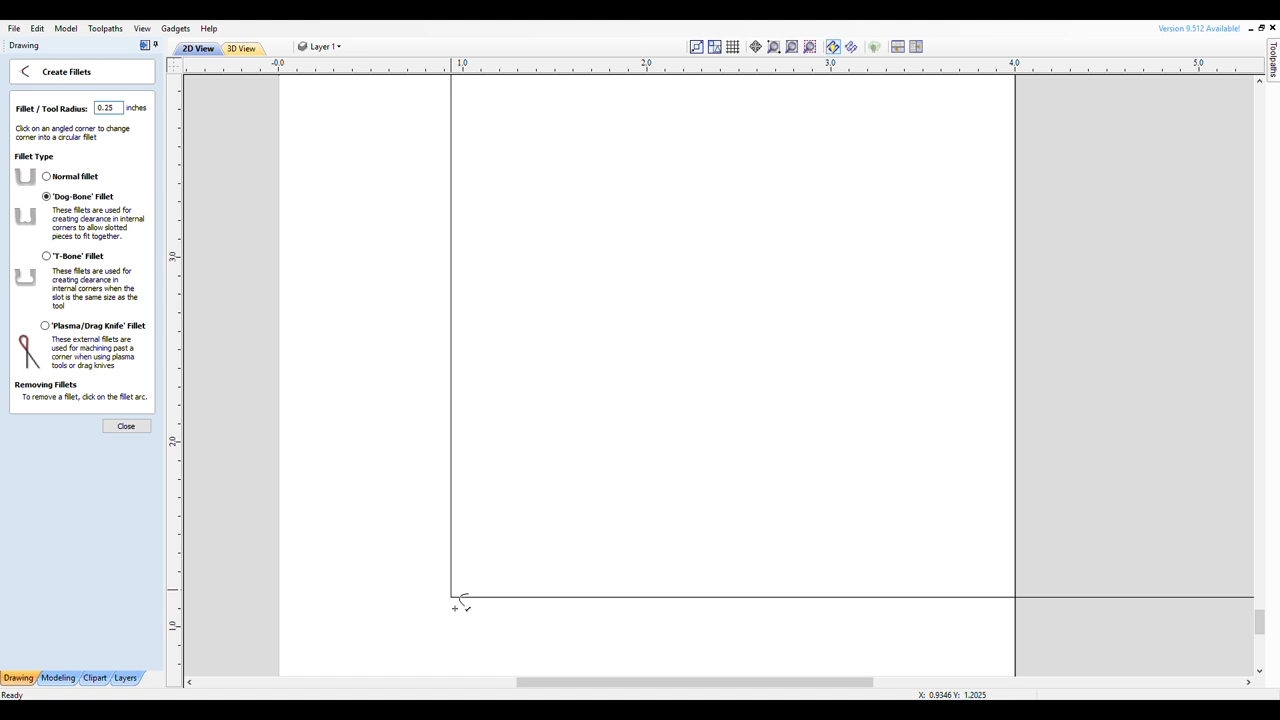 File Edit Model Toolpaths View Gadgets Help
Version 9.512 Available!
Drawing
2D View 3D View Layer 1
Toolpaths
Create Fillets
-0.0 1.0 2.0 3.0 4.0 5.0
Fillet / Tool Radius: 0.25 inches
Click on an angled corner to change
corner into a circular fillet
Fillet Type
Normal fillet
'Dog-Bone' Fillet
These fillets are used for
creating clearance in internal
corners to allow slotted
pieces to fit together.
'T-Bone' Fillet
These fillets are used for
creating clearance in
internal corners when the
slot is the same size as the
tool
'Plasma/Drag Knife' Fillet
These external fillets are
used for machining past a
corner when using plasma
tools or drag knives
Removing Fillets
To remove a fillet, click on the fillet arc.
Close
3.0
2.0
1.0
Drawing Modeling Clipart Layers
Ready
X: 0.9346 Y: 1.2025